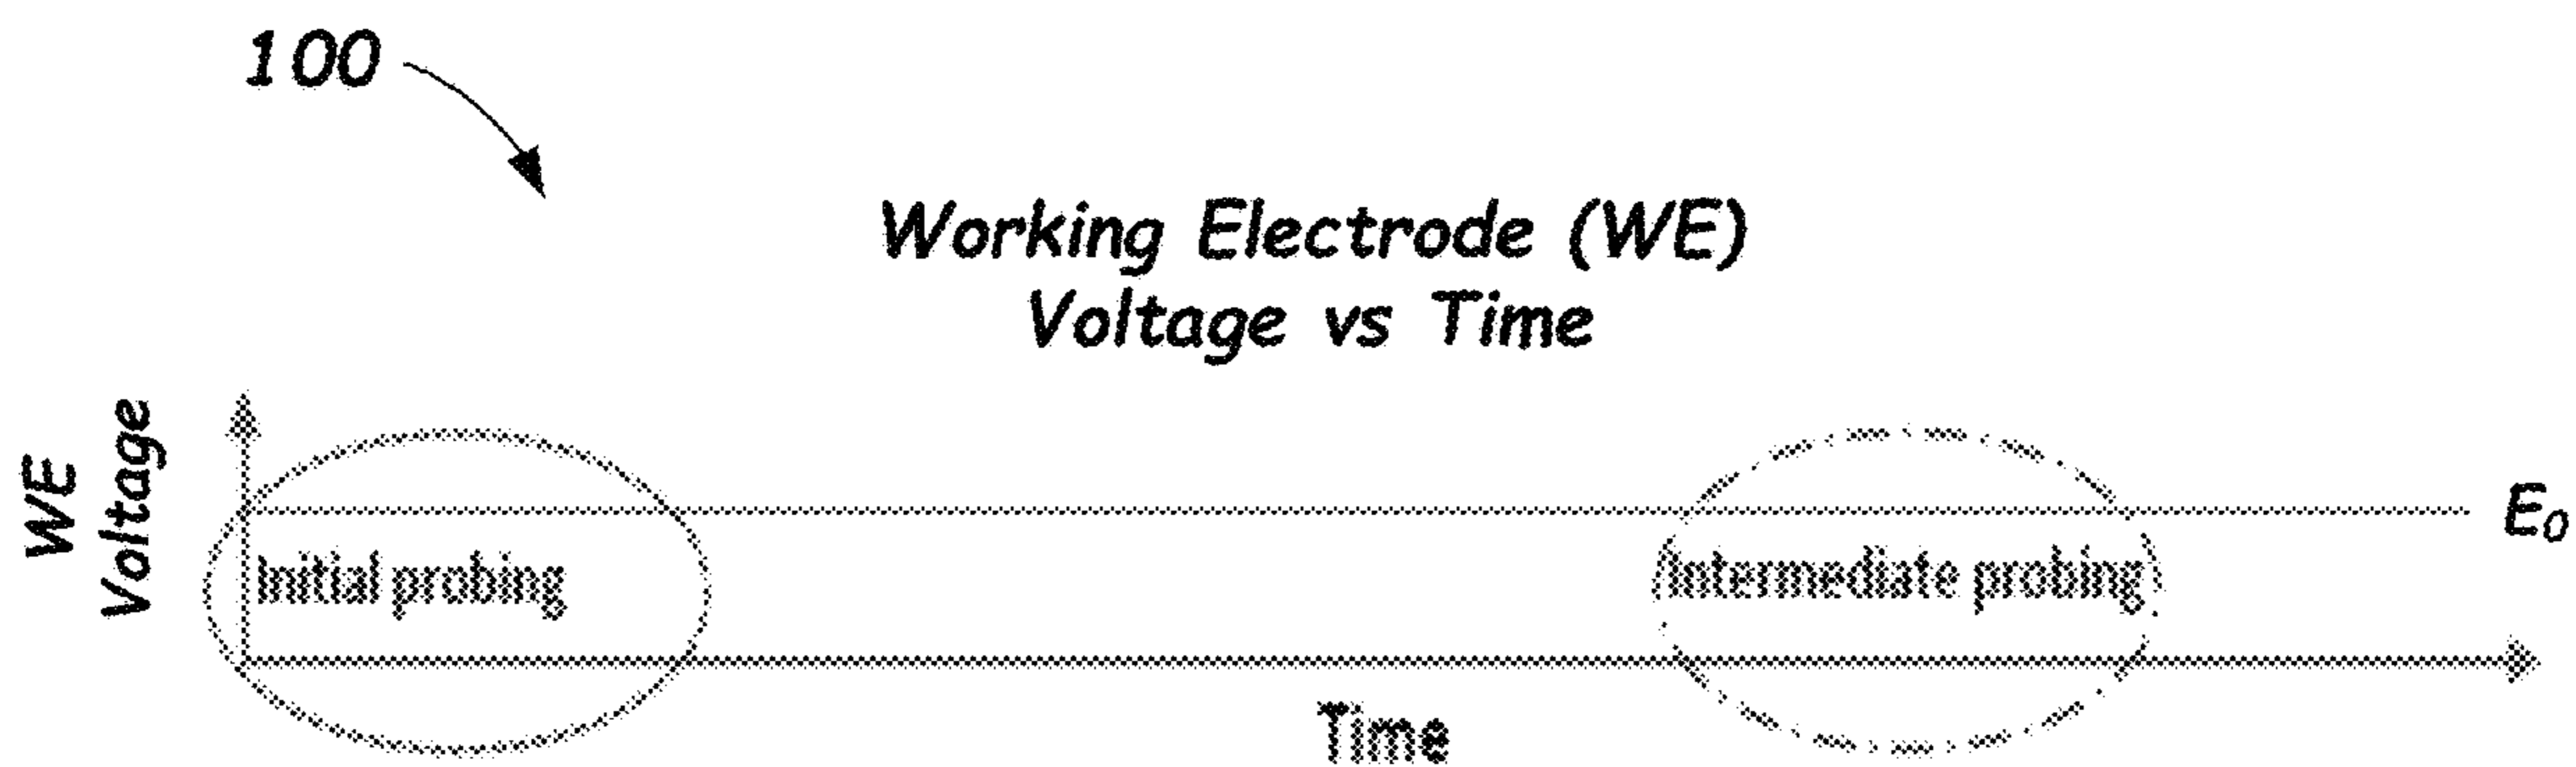 100
Working Electrode (WE)
Voltage vs Time
WE
Voltage
E₀
Initial probing
Intermediate probing
Time